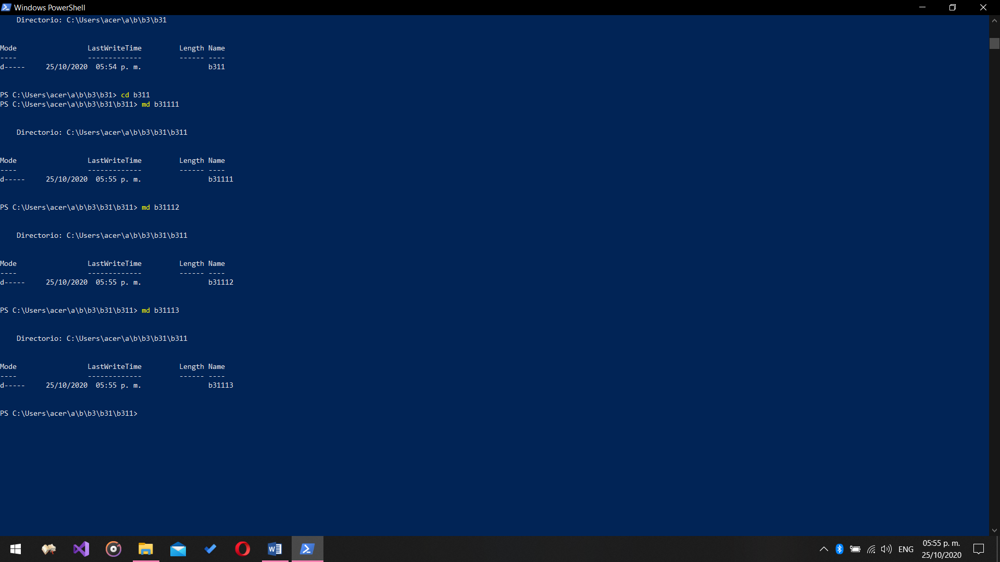 Windows PowerShell
    Directorio: C:\Users\acer\a\b\b3\b31
Mode                 LastWriteTime         Length Name
----                 -------------         ------ ----
d-----     25/10/2020  05:54 p. m.                b311
PS C:\Users\acer\a\b\b3\b31> cd b311
PS C:\Users\acer\a\b\b3\b31\b311> md b31111
    Directorio: C:\Users\acer\a\b\b3\b31\b311
Mode                 LastWriteTime         Length Name
----                 -------------         ------ ----
d-----     25/10/2020  05:55 p. m.                b31111
PS C:\Users\acer\a\b\b3\b31\b311> md b31112
    Directorio: C:\Users\acer\a\b\b3\b31\b311
Mode                 LastWriteTime         Length Name
----                 -------------         ------ ----
d-----     25/10/2020  05:55 p. m.                b31112
PS C:\Users\acer\a\b\b3\b31\b311> md b31113
    Directorio: C:\Users\acer\a\b\b3\b31\b311
Mode                 LastWriteTime         Length Name
----                 -------------         ------ ----
d-----     25/10/2020  05:55 p. m.                b31113
PS C:\Users\acer\a\b\b3\b31\b311>
ENG
05:55 p. m.
25/10/2020